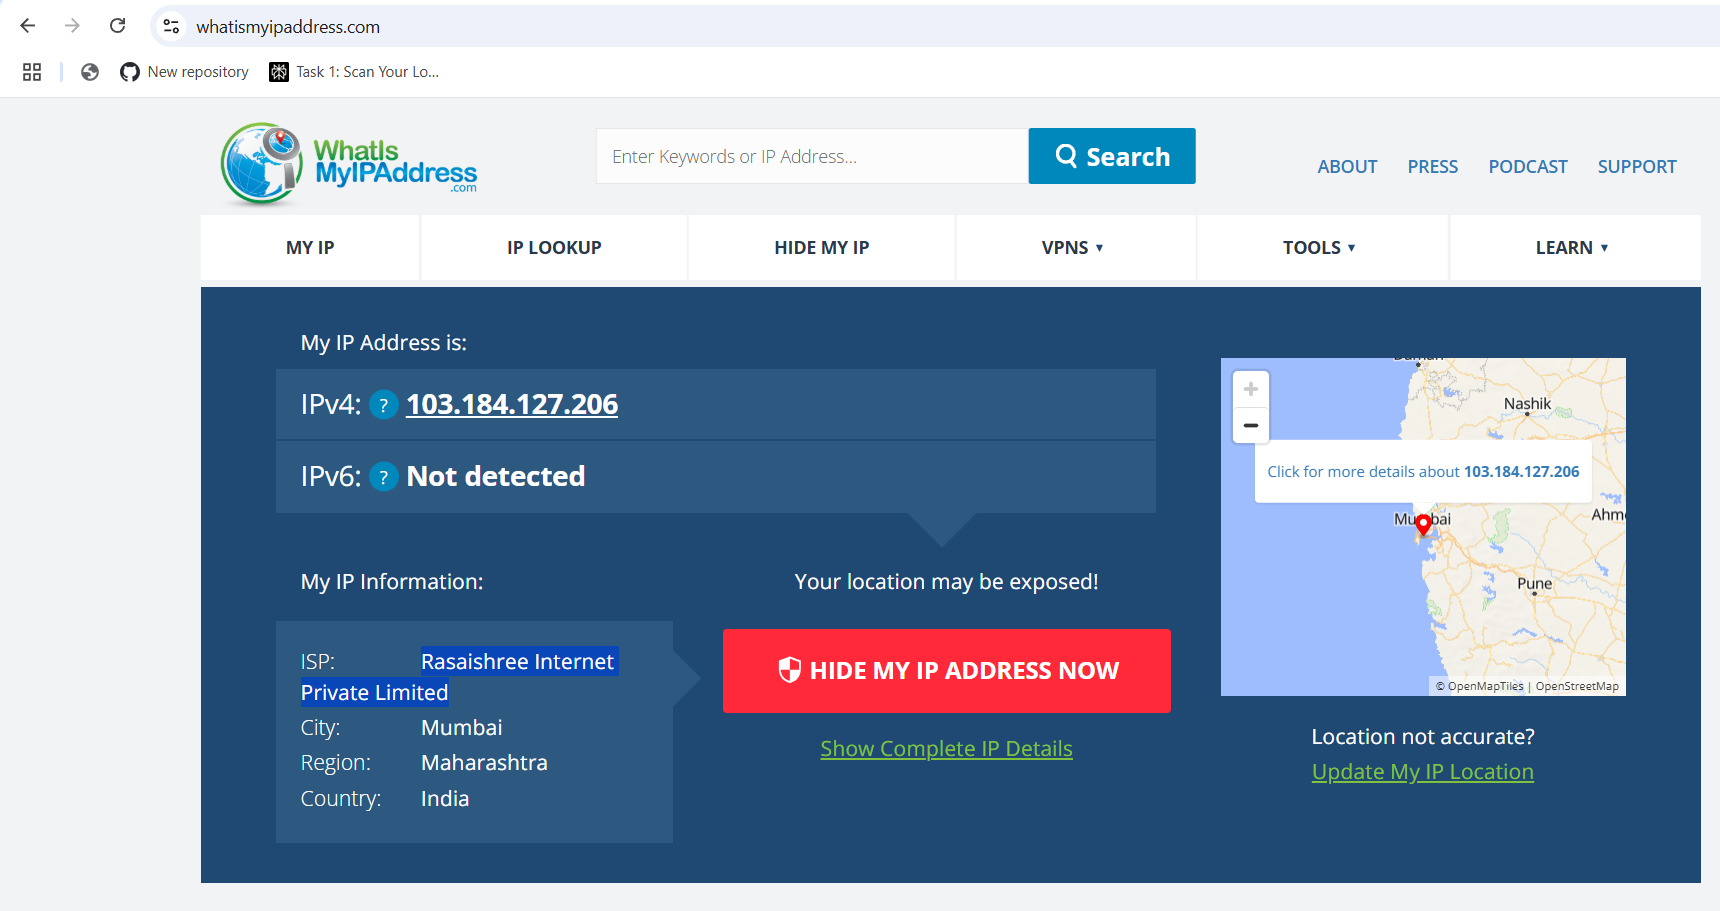 whatismyipaddress.com
New repository
Task 1: Scan Your Lo...
WhatIs
MyIPAddress
.com
Enter Keywords or IP Address...
Search
ABOUT
PRESS
PODCAST
SUPPORT
MY IP
IP LOOKUP
HIDE MY IP
VPNS ▾
TOOLS ▾
LEARN ▾
My IP Address is:
IPv4: ? 103.184.127.206
IPv6: ? Not detected
My IP Information:
ISP: Rasaishree Internet
Private Limited
City: Mumbai
Region: Maharashtra
Country: India
Your location may be exposed!
HIDE MY IP ADDRESS NOW
Show Complete IP Details
+
−
Nashik
Click for more details about 103.184.127.206
Ahm
Pune
© OpenMapTiles | OpenStreetMap
Location not accurate?
Update My IP Location